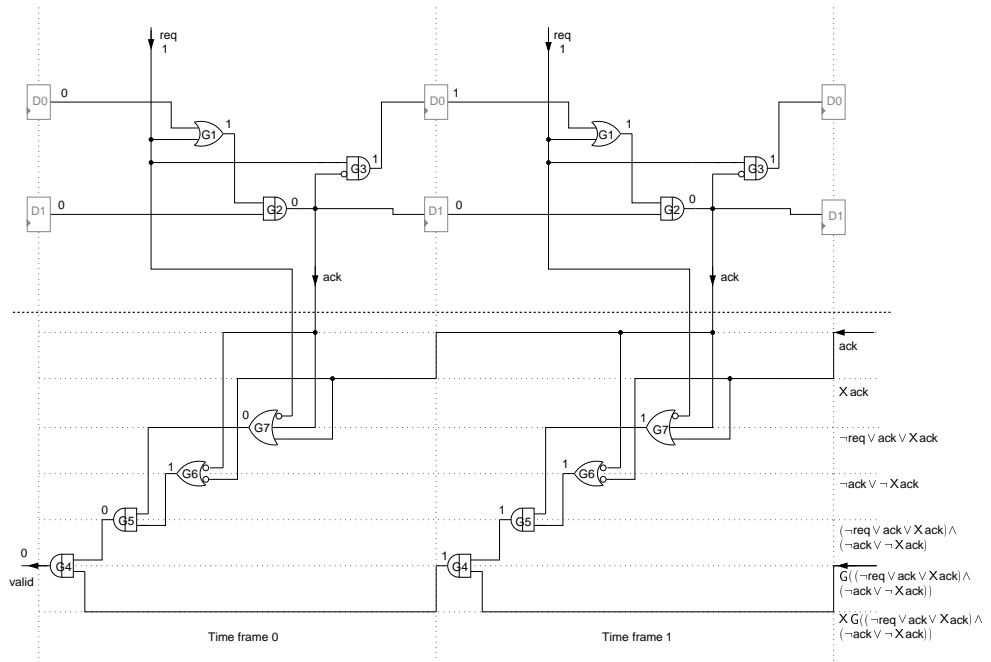 req
1
req
1
D0
0
D0
1
D0
G1
1
G1
1
G3
1
G3
1
D1
0
G2
0
D1
0
G2
0
D1
ack
ack
ack
X ack
0
G7
1
G7
¬req ∨ ack ∨ X ack
1
G6
1
G6
¬ack ∨ ¬ X ack
0
G5
1
G5
(¬req ∨ ack ∨ X ack) ∧
(¬ack ∨ ¬ X ack)
0
valid
G4
1
G4
G((¬req ∨ ack ∨ X ack) ∧
(¬ack ∨ ¬ X ack))
X G((¬req ∨ ack ∨ X ack) ∧
(¬ack ∨ ¬ X ack))
Time frame 0
Time frame 1